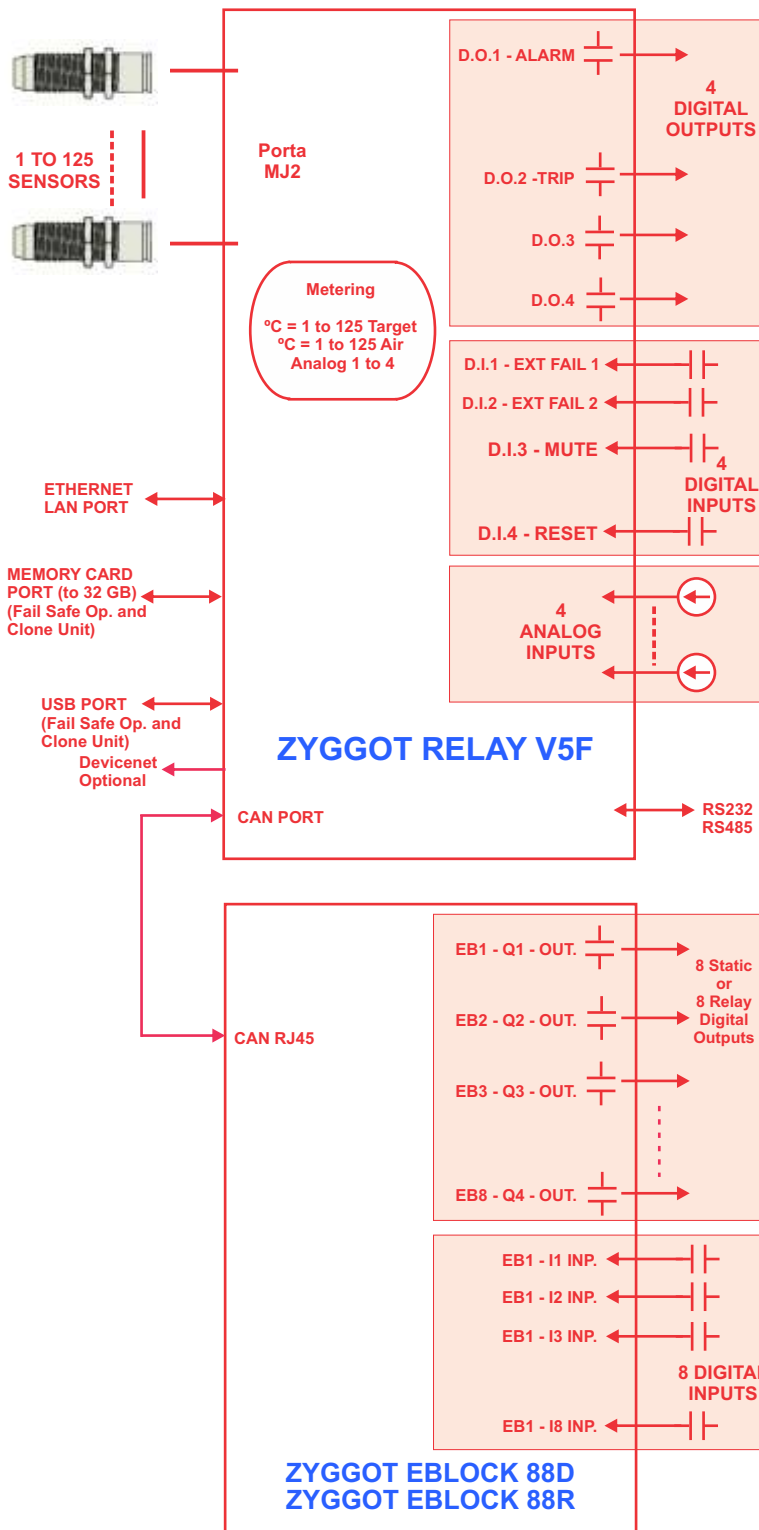 1 TO 125
SENSORS
Porta
MJ2
Metering
ºC = 1 to 125 Target
ºC = 1 to 125 Air
Analog 1 to 4
D.O.1 - ALARM
D.O.2 -TRIP
D.O.3
D.O.4
4
DIGITAL
OUTPUTS
D.I.1 - EXT FAIL 1
D.I.2 - EXT FAIL 2
D.I.3 - MUTE
D.I.4 - RESET
4
DIGITAL
INPUTS
4
ANALOG
INPUTS
ETHERNET
LAN PORT
MEMORY CARD
PORT (to 32 GB)
(Fail Safe Op. and
Clone Unit)
USB PORT
(Fail Safe Op. and
Clone Unit)
Devicenet
Optional
ZYGGOT RELAY V5F
CAN PORT
RS232
RS485
CAN RJ45
EB1 - Q1 - OUT.
EB2 - Q2 - OUT.
EB3 - Q3 - OUT.
EB8 - Q4 - OUT.
8 Static
or
8 Relay
Digital
Outputs
EB1 - I1 INP.
EB1 - I2 INP.
EB1 - I3 INP.
EB1 - I8 INP.
8 DIGITAL
INPUTS
ZYGGOT EBLOCK 88D
ZYGGOT EBLOCK 88R